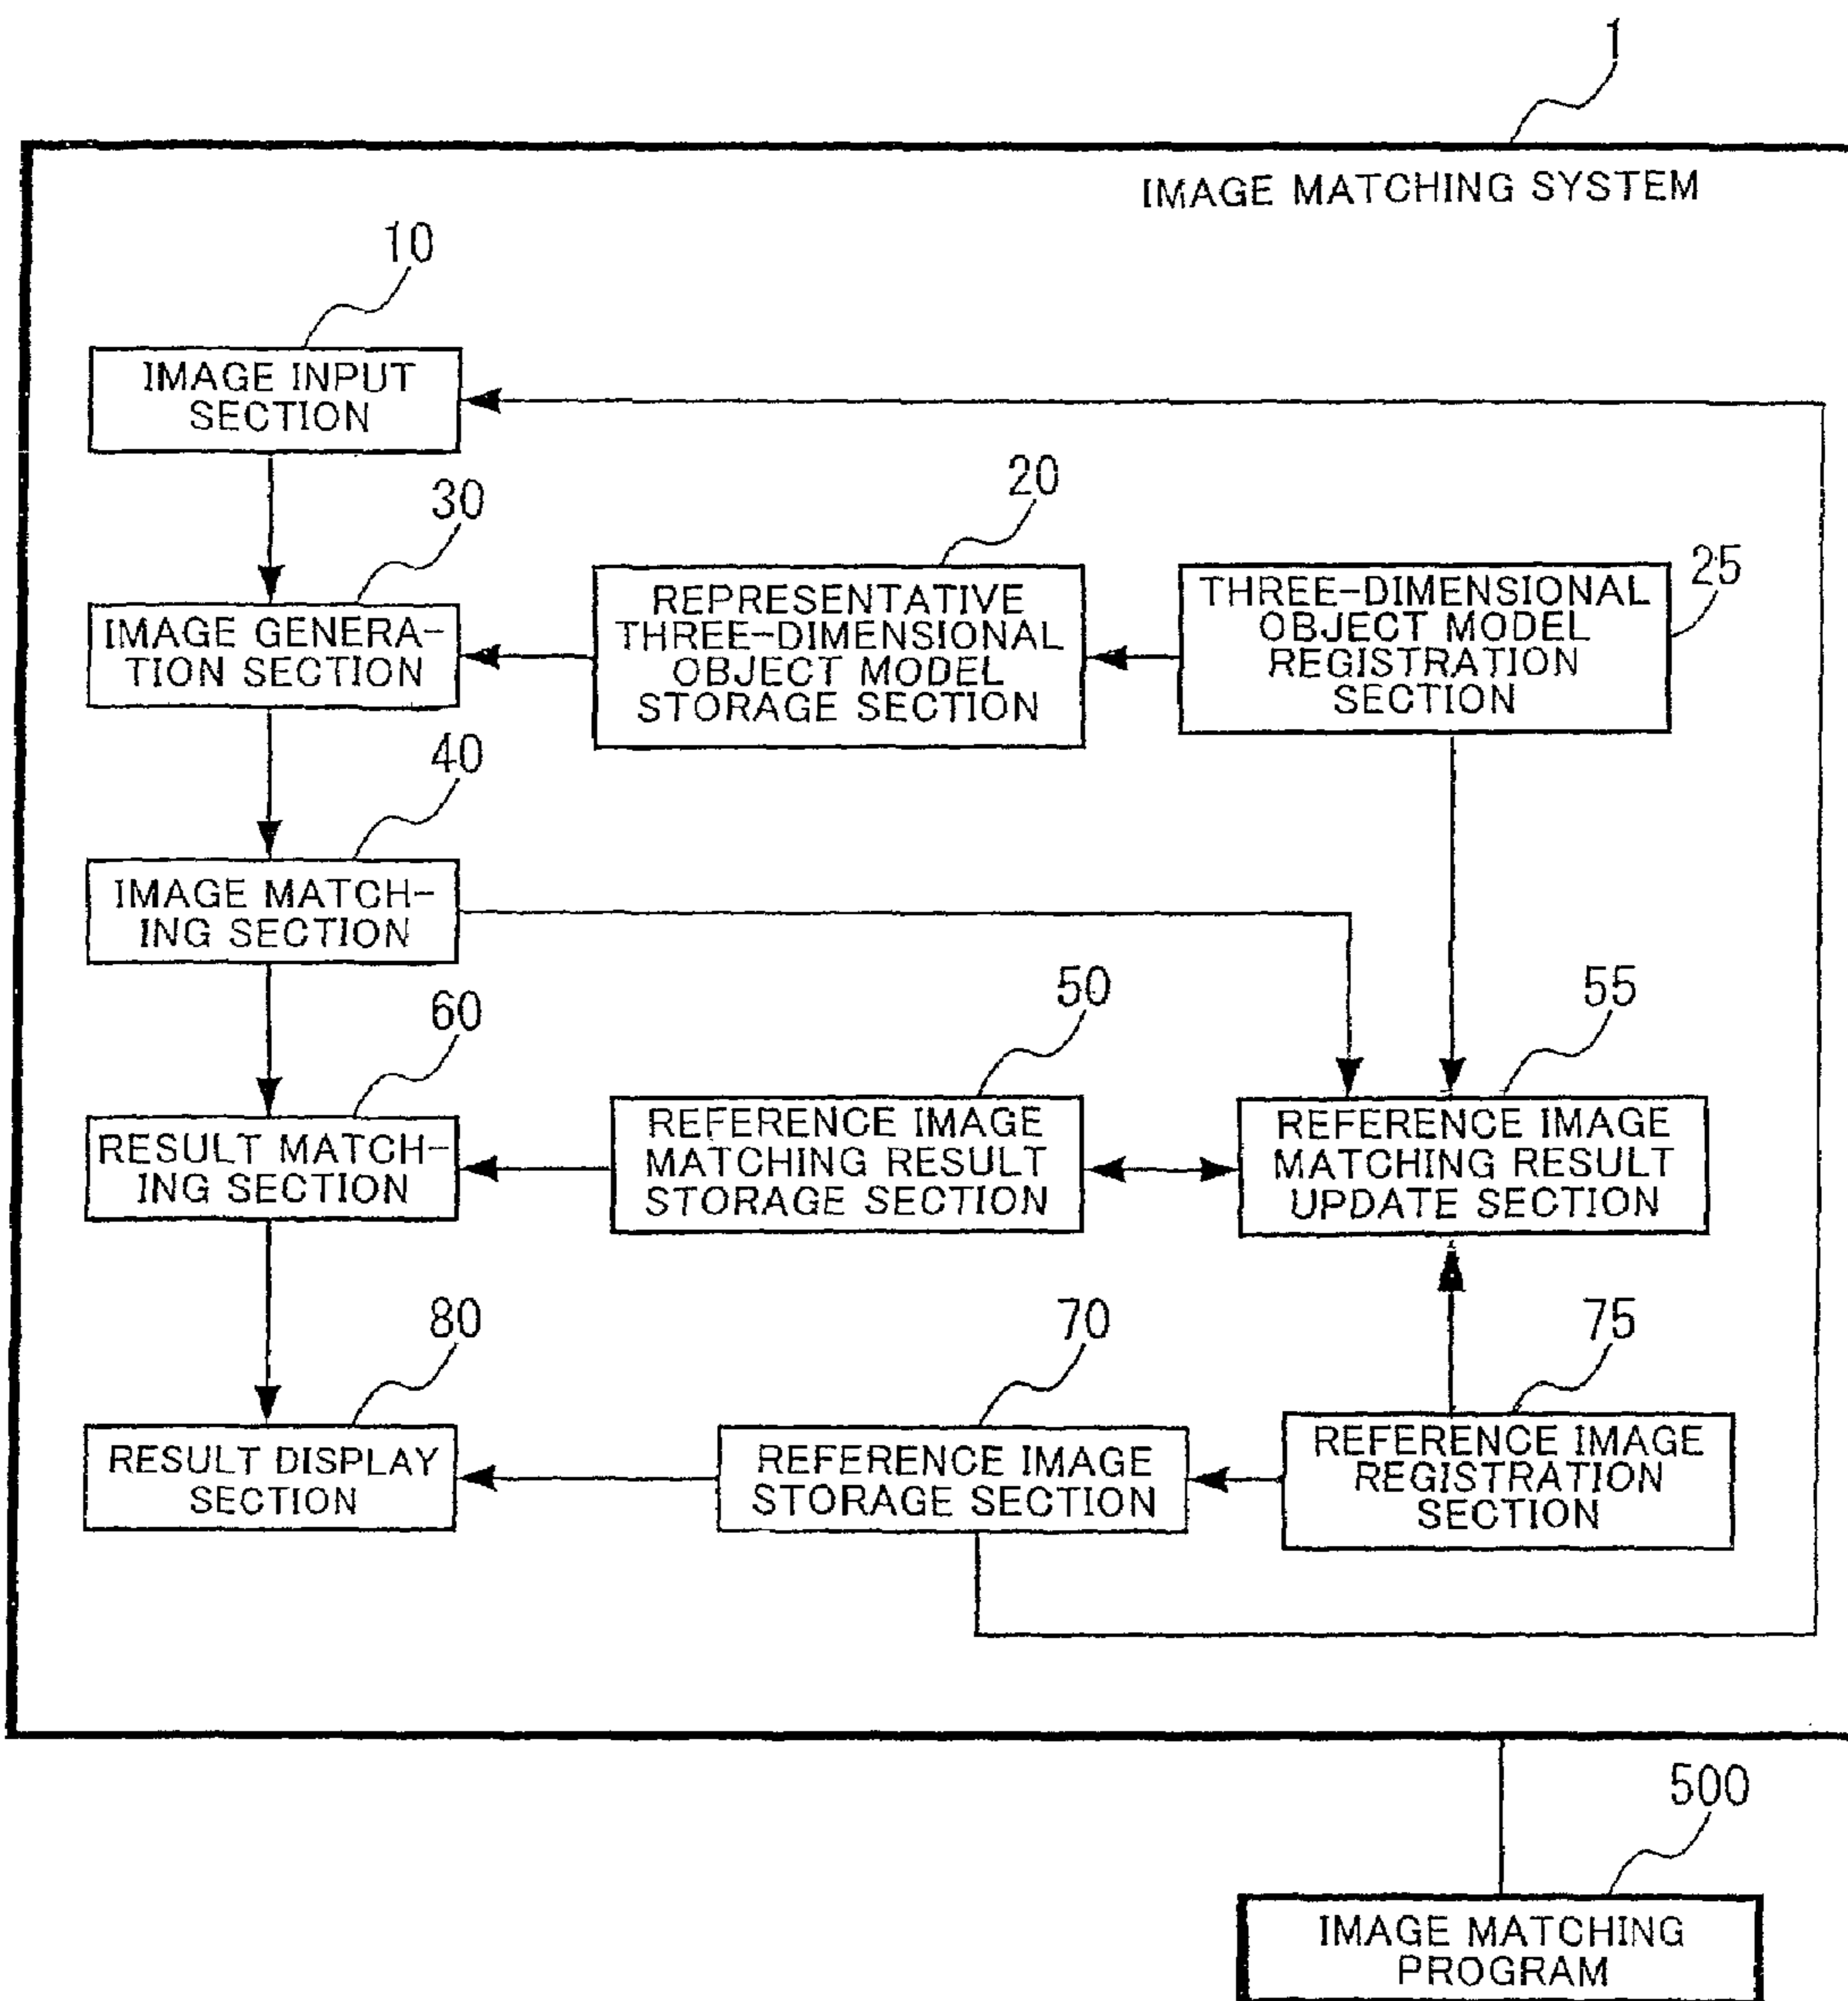 1
IMAGE MATCHING SYSTEM
10
IMAGE INPUT
SECTION
30
IMAGE GENERA-
TION SECTION
20
REPRESENTATIVE
THREE-DIMENSIONAL
OBJECT MODEL
STORAGE SECTION
25
THREE-DIMENSIONAL
OBJECT MODEL
REGISTRATION
SECTION
40
IMAGE MATCH-
ING SECTION
60
RESULT MATCH-
ING SECTION
50
REFERENCE IMAGE
MATCHING RESULT
STORAGE SECTION
55
REFERENCE IMAGE
MATCHING RESULT
UPDATE SECTION
80
RESULT DISPLAY
SECTION
70
REFERENCE IMAGE
STORAGE SECTION
75
REFERENCE IMAGE
REGISTRATION
SECTION
500
IMAGE MATCHING
PROGRAM